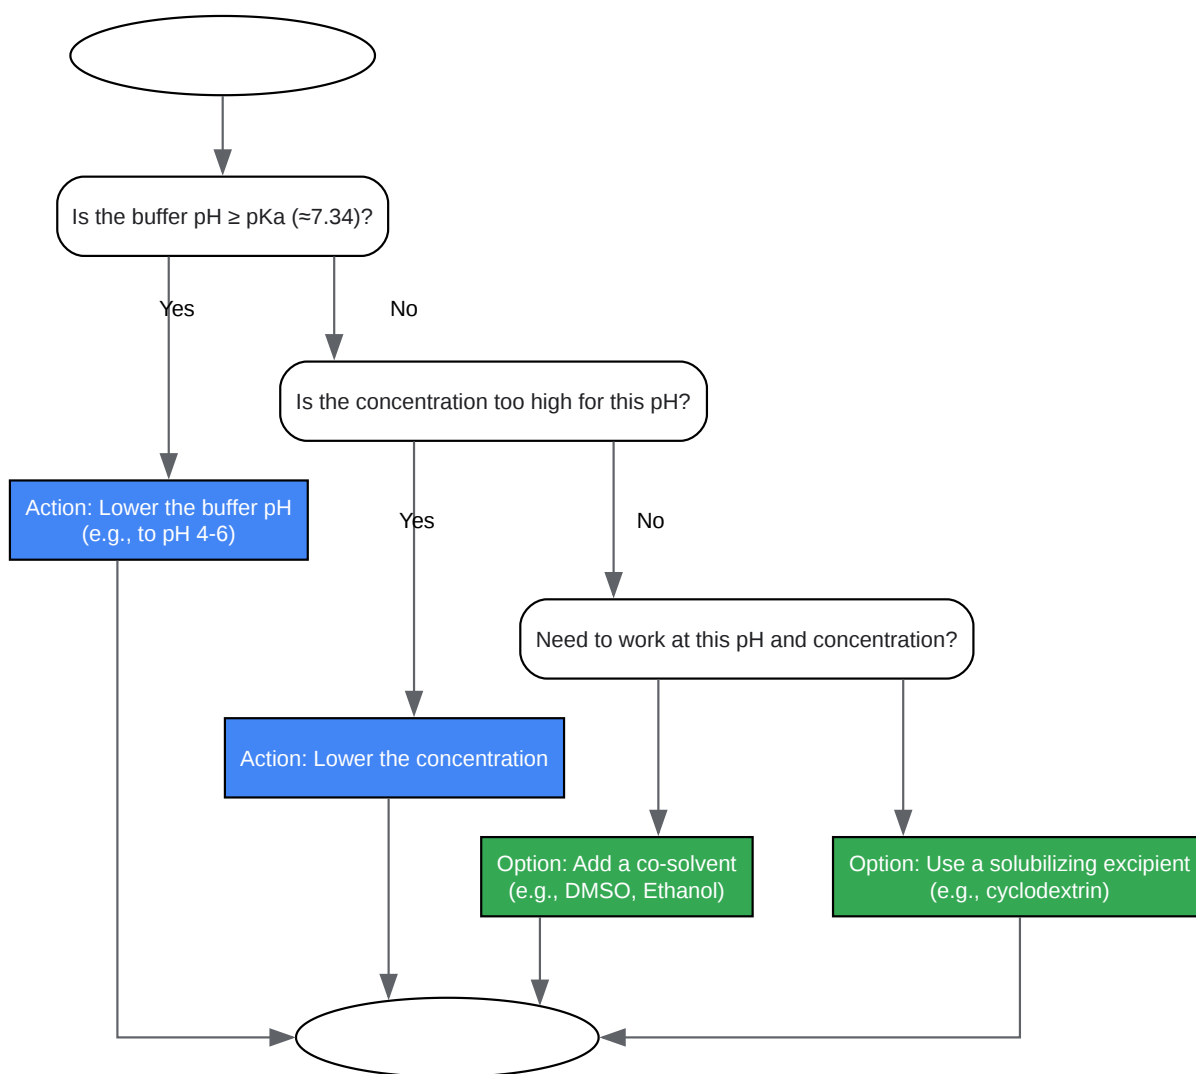 Is the buffer pH ≥ pKa (≈7.34)?
Yes
No
Is the concentration too high for this pH?
Action: Lower the buffer pH
(e.g., to pH 4-6)
Yes
No
Need to work at this pH and concentration?
Action: Lower the concentration
Option: Add a co-solvent
(e.g., DMSO, Ethanol)
Option: Use a solubilizing excipient
(e.g., cyclodextrin)